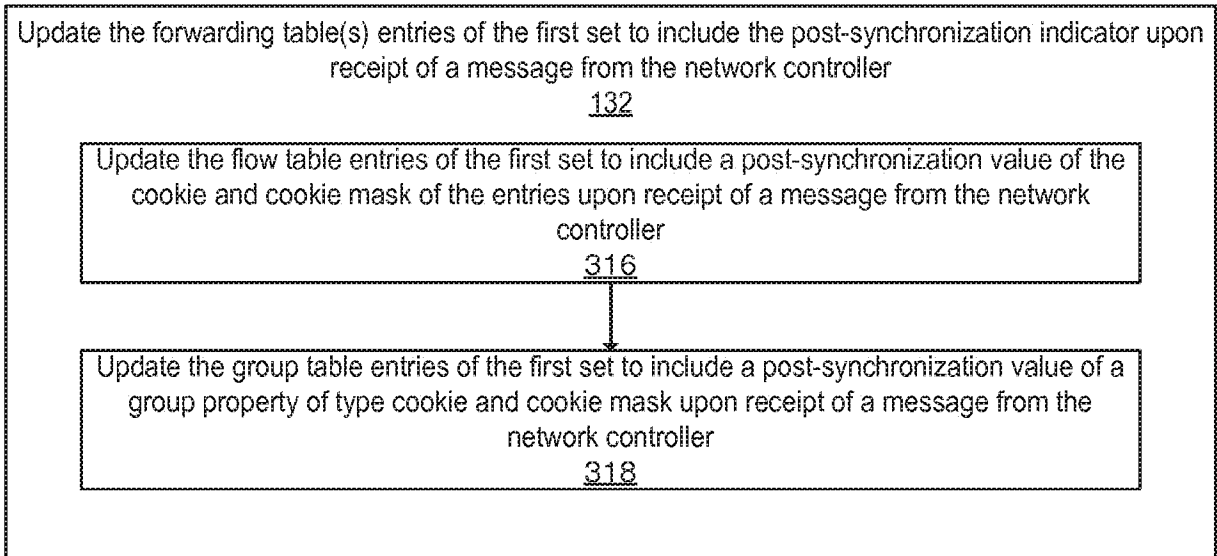 Update the forwarding table(s) entries of the first set to include the post-synchronization indicator upon
receipt of a message from the network controller
132
Update the flow table entries of the first set to include a post-synchronization value of the
cookie and cookie mask of the entries upon receipt of a message from the network
controller
316
Update the group table entries of the first set to include a post-synchronization value of a
group property of type cookie and cookie mask upon receipt of a message from the
network controller
318